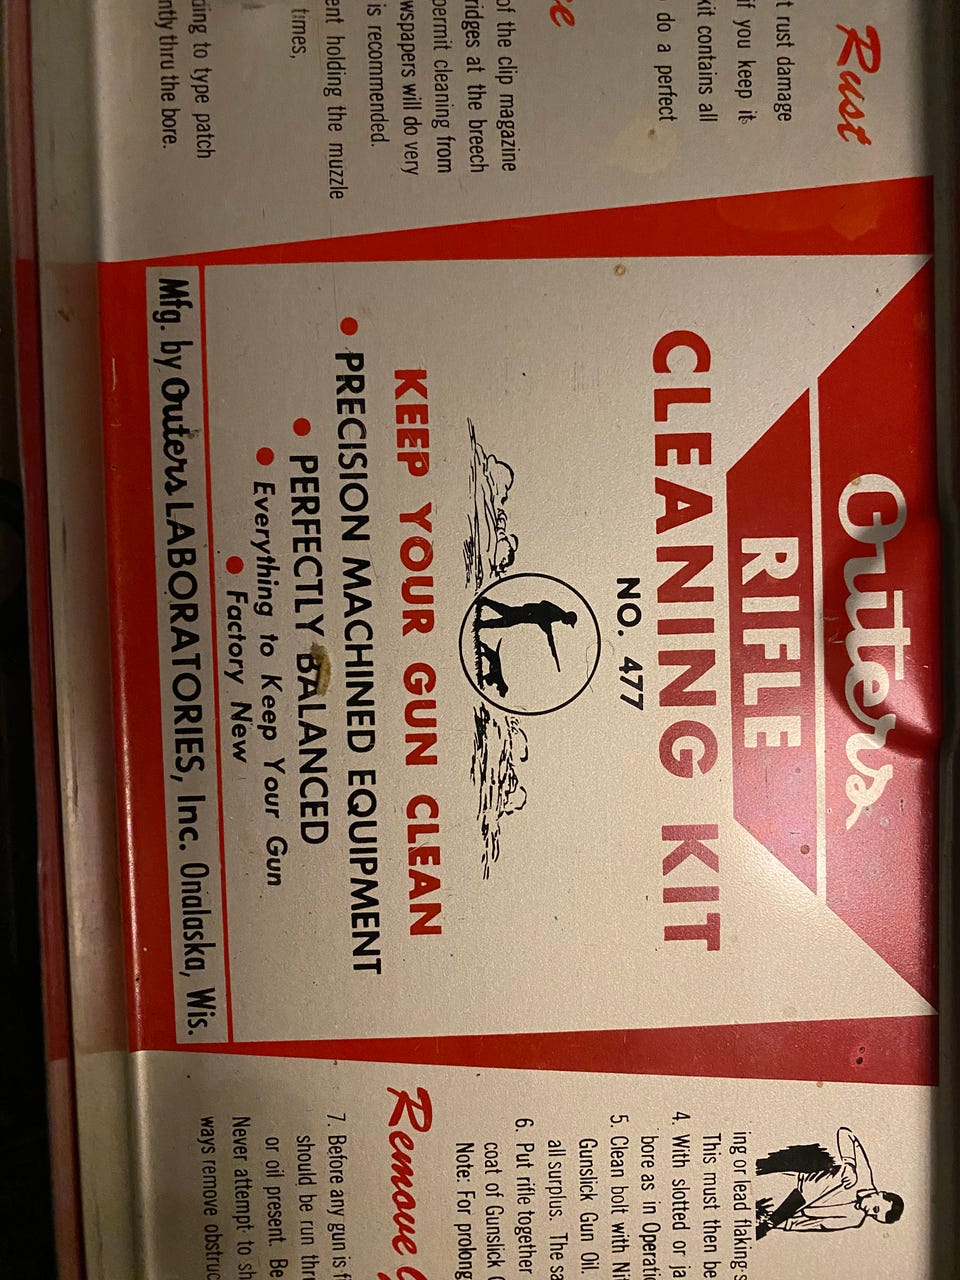 Rust
t rust damage
if you keep it
kit contains all
do a perfect
of the clip magazine
ridges at the breech
permit cleaning from
wspapers will do very
is recommended.
ent holding the muzzle
times,
ding to type patch
ntly thru the bore.
Outers
RIFLE
CLEANING KIT
NO. 477
KEEP YOUR GUN CLEAN
• PRECISION MACHINED EQUIPMENT
• PERFECTLY BALANCED
• Everything to Keep Your Gun
• Factory New
Mfg. by Outers LABORATORIES, Inc. Onalaska, Wis.
ing or lead flaking
This must then be
4. With slotted or ja
bore as in Operatio
5. Clean bolt with Ni
Gunslick Gun Oil.
all surplus. The sa
6. Put rifle together
coat of Gunslick
Note: For prolong
Remove
7. Before any gun is fi
should be run thr
or oil present. Be
Never attempt to sh
ways remove obstruc